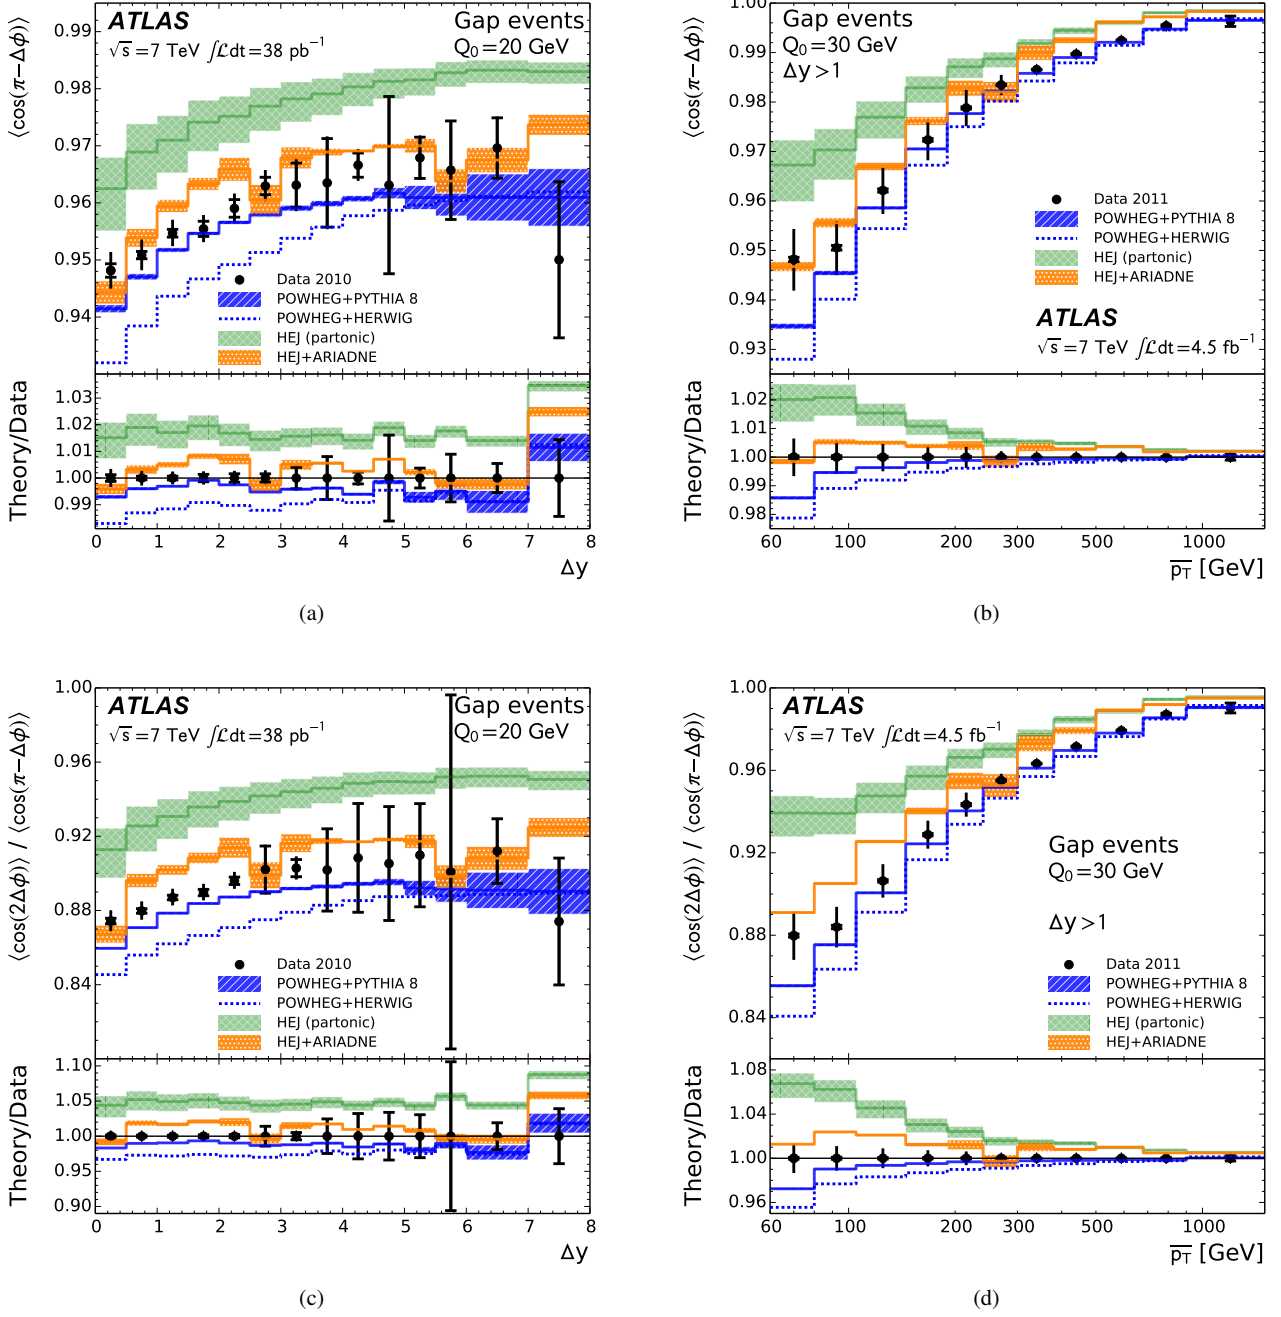 ATLAS
√s=7 TeV ∫ℒdt=38 pb⁻¹
Gap events
Q₀=20 GeV
⟨cos(π−Δϕ)⟩
0.99
0.98
0.97
0.96
0.95
0.94
Data 2010
POWHEG+PYTHIA 8
POWHEG+HERWIG
HEJ (partonic)
HEJ+ARIADNE
Theory/Data
1.03
1.02
1.01
1.00
0.99
0 1 2 3 4 5 6 7 8
Δy
(a)
Gap events
Q₀=30 GeV
Δy>1
⟨cos(π−Δϕ)⟩
1.00
0.99
0.98
0.97
0.96
0.95
0.94
0.93
Data 2011
POWHEG+PYTHIA 8
POWHEG+HERWIG
HEJ (partonic)
HEJ+ARIADNE
ATLAS
√s=7 TeV ∫ℒdt=4.5 fb⁻¹
Theory/Data
1.02
1.01
1.00
0.99
0.98
60 100 200 300 500 1000
p̅_T̅ [GeV]
(b)
ATLAS
√s=7 TeV ∫ℒdt=38 pb⁻¹
Gap events
Q₀=20 GeV
⟨cos(2Δϕ)⟩ / ⟨cos(π−Δϕ)⟩
1.00
0.96
0.92
0.88
0.84
Data 2010
POWHEG+PYTHIA 8
POWHEG+HERWIG
HEJ (partonic)
HEJ+ARIADNE
Theory/Data
1.10
1.05
1.00
0.95
0.90
0 1 2 3 4 5 6 7 8
Δy
(c)
ATLAS
√s=7 TeV ∫ℒdt=4.5 fb⁻¹
⟨cos(2Δϕ)⟩ / ⟨cos(π−Δϕ)⟩
1.00
0.96
0.92
0.88
0.84
Gap events
Q₀=30 GeV
Δy>1
Data 2011
POWHEG+PYTHIA 8
POWHEG+HERWIG
HEJ (partonic)
HEJ+ARIADNE
Theory/Data
1.08
1.04
1.00
0.96
60 100 200 300 500 1000
p̅_T̅ [GeV]
(d)